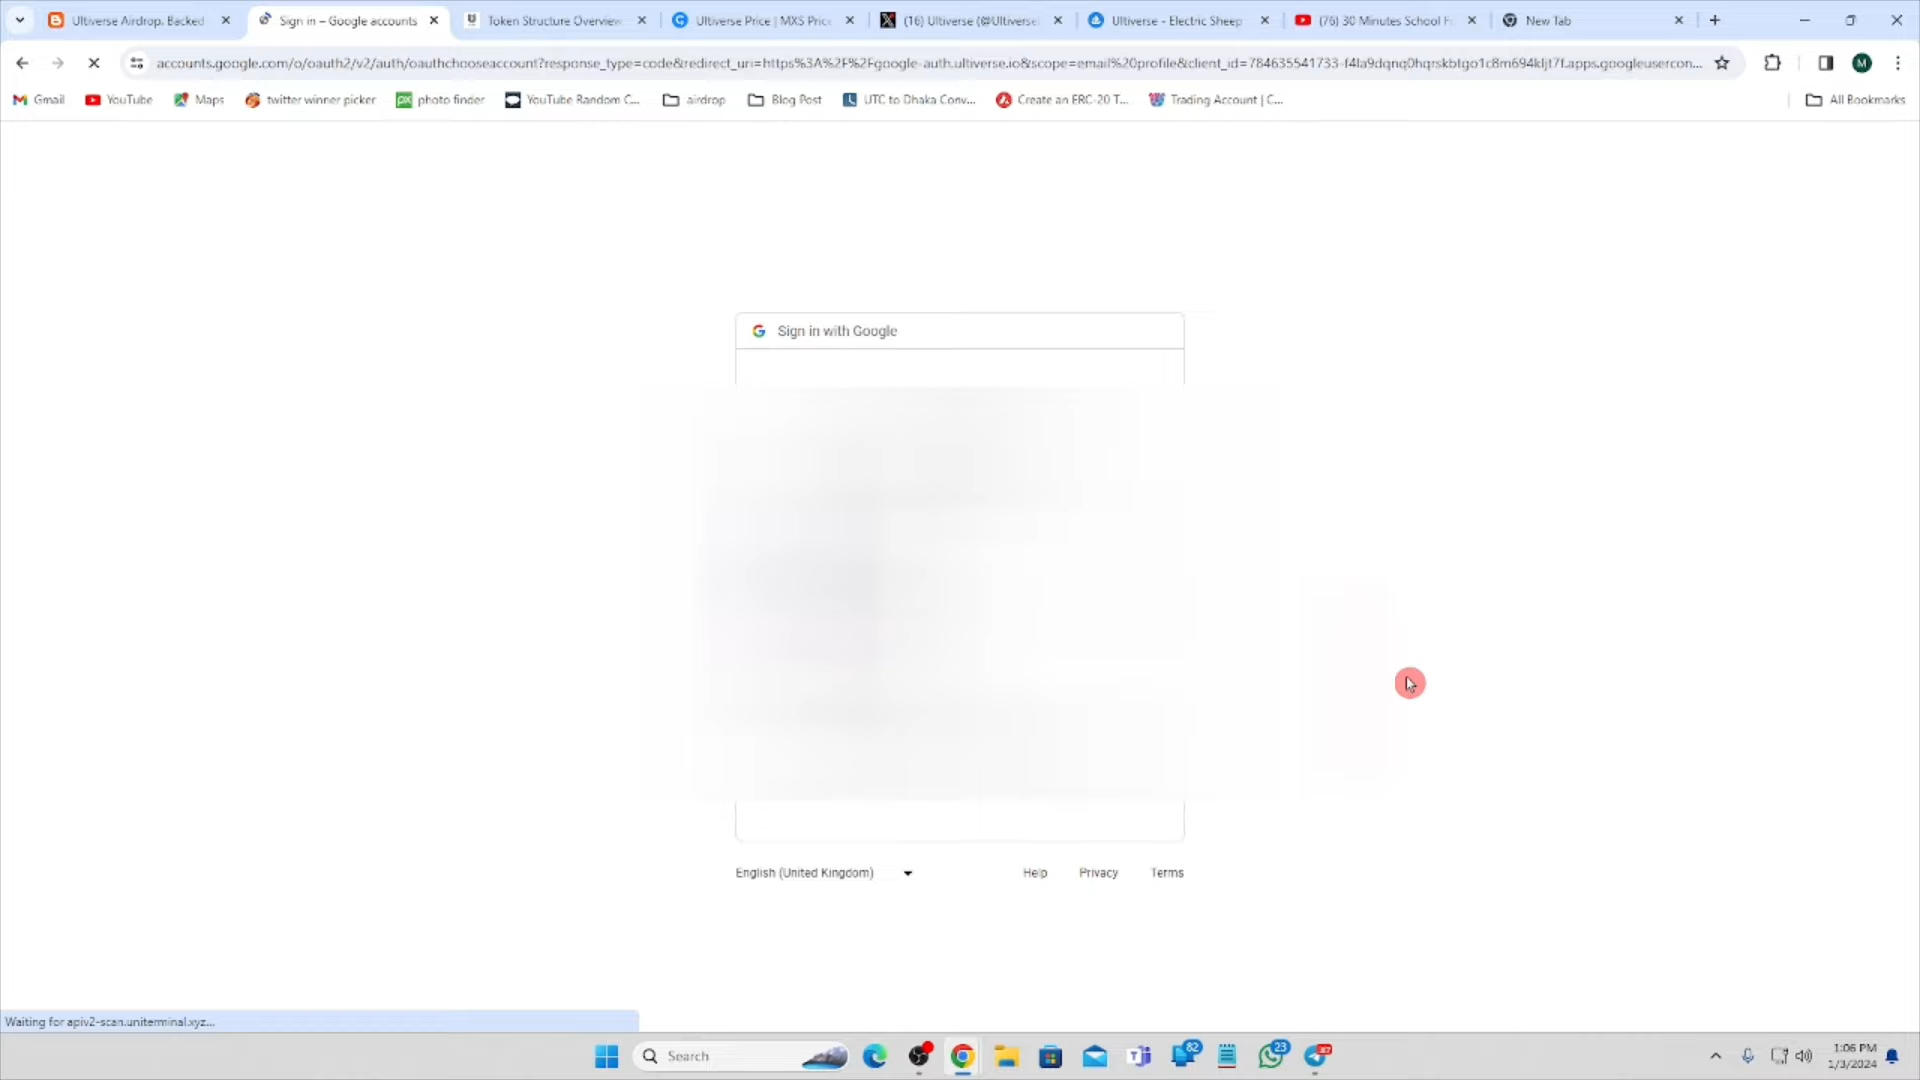 Ultiverse Airdrop, Backed
Sign in – Google accounts
Token Structure Overview
Ultiverse Price | MXS Price
(16) Ultiverse (@Ultiverse
Ultiverse - Electric Sheep
(76) 30 Minutes School F
New Tab
accounts.google.com/o/oauth2/v2/auth/oauthchooseaccount?response_type=code&redirect_uri=https%3A%2F%2Fgoogle-auth.ultiverse.io&scope=email%20profile&client_id=784635541733-f4la9dqnq0hqrskbtgo1c8m694kljt7f.apps.googleusercon...
M
Gmail
YouTube
Maps
twitter winner picker
photo finder
YouTube Random C...
airdrop
Blog Post
UTC to Dhaka Conv...
Create an ERC-20 T...
Trading Account | C...
All Bookmarks
Sign in with Google
English (United Kingdom)
Help
Privacy
Terms
Waiting for apiv2-scan.uniterminal.xyz...
Search
82
23
1:06 PM
1/3/2024